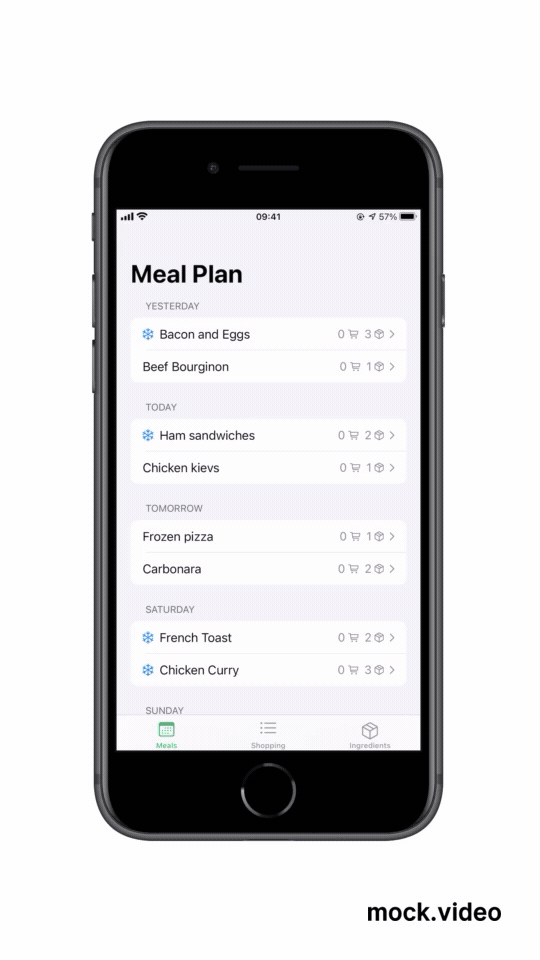 09:41
57%
Meal Plan
YESTERDAY
Bacon and Eggs 0 3
Beef Bourginon 0 1
TODAY
Ham sandwiches 0 2
Chicken kievs 0 1
TOMORROW
Frozen pizza 0 1
Carbonara 0 2
SATURDAY
French Toast 0 2
Chicken Curry 0 3
SUNDAY
Meals Shopping Ingredients
mock.video